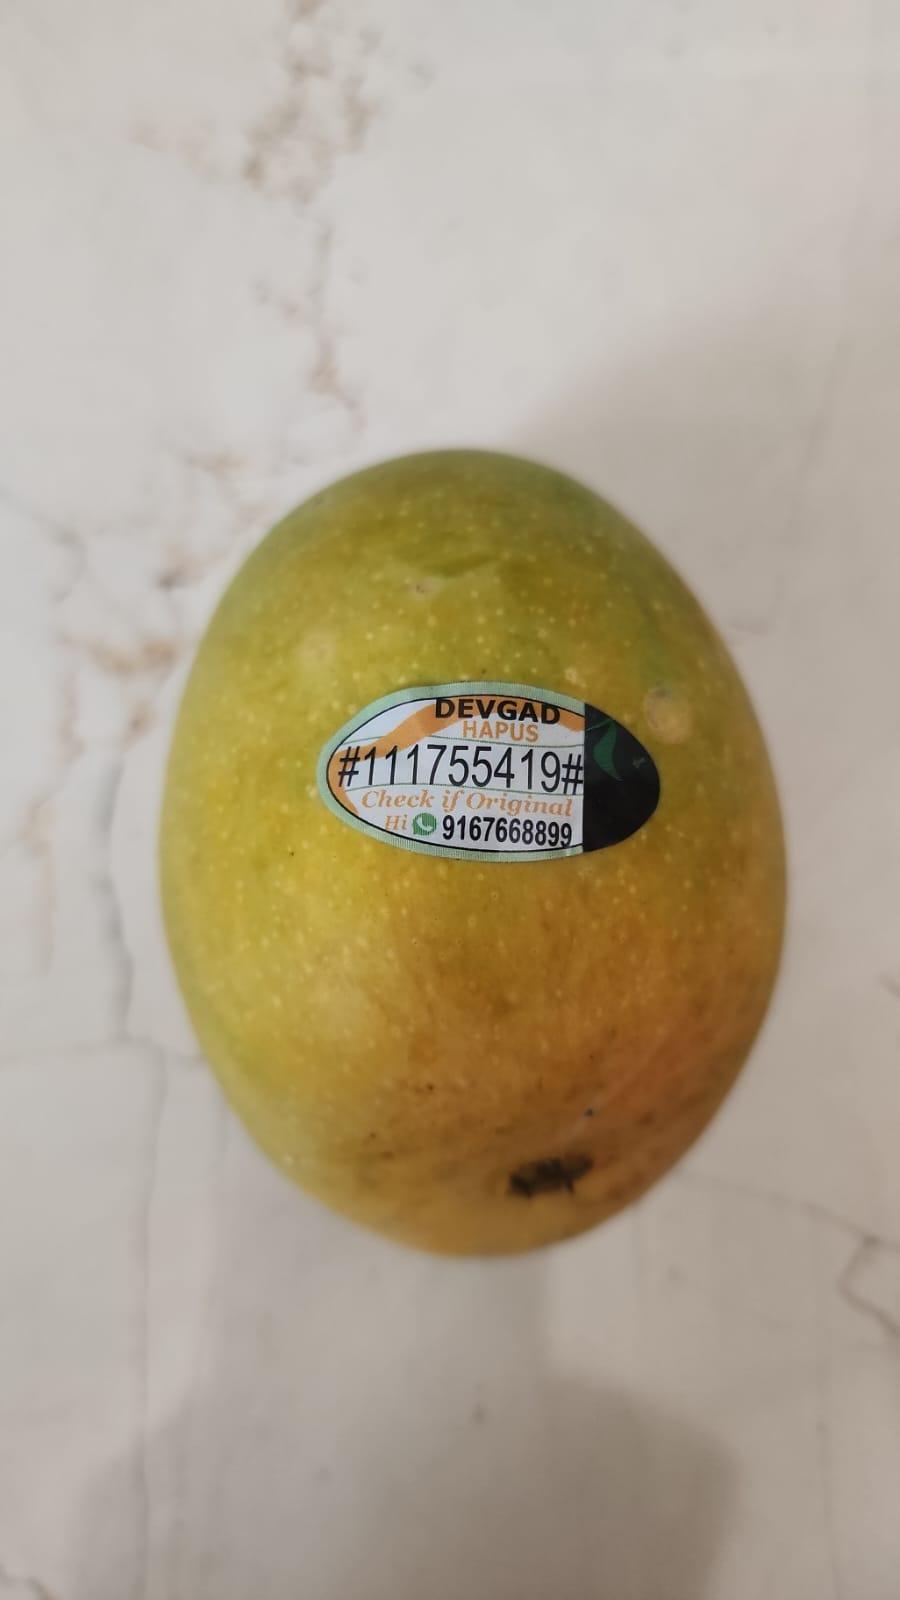 DEVGAD
HAPUS
#111755419#
Check if Original
Hi 9167668899